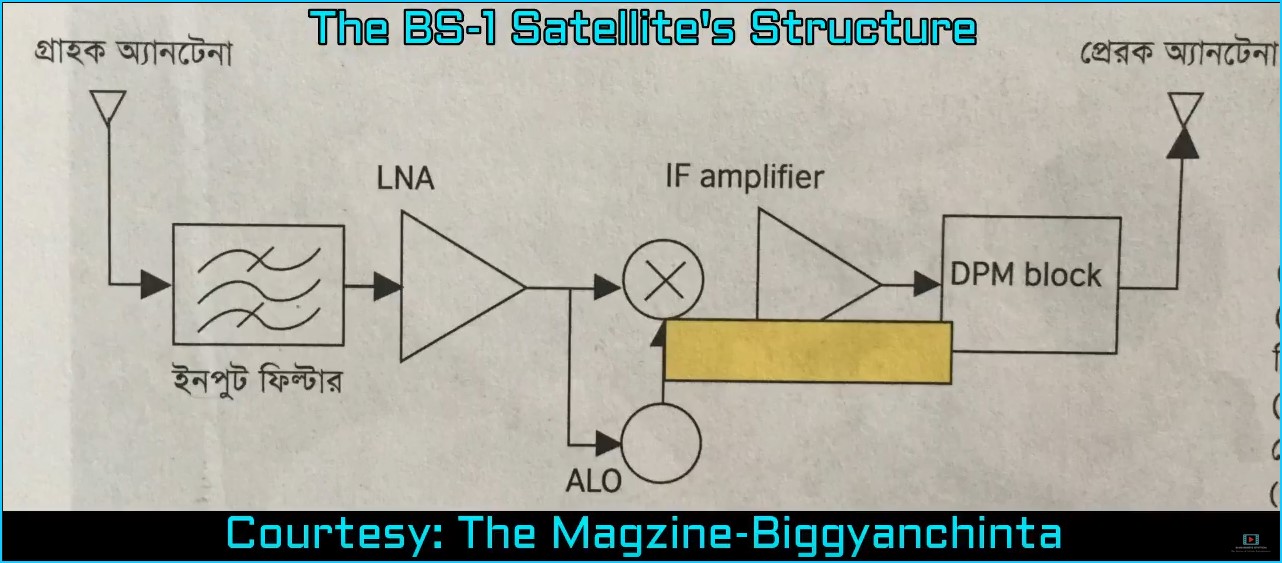 The BS-1 Satellite's Structure
গ্রাহক অ্যানটেনা
প্রেরক অ্যানটেনা
LNA
IF amplifier
DPM block
ইনপুট ফিল্টার
ALO
Courtesy: The Magzine-Biggyanchinta